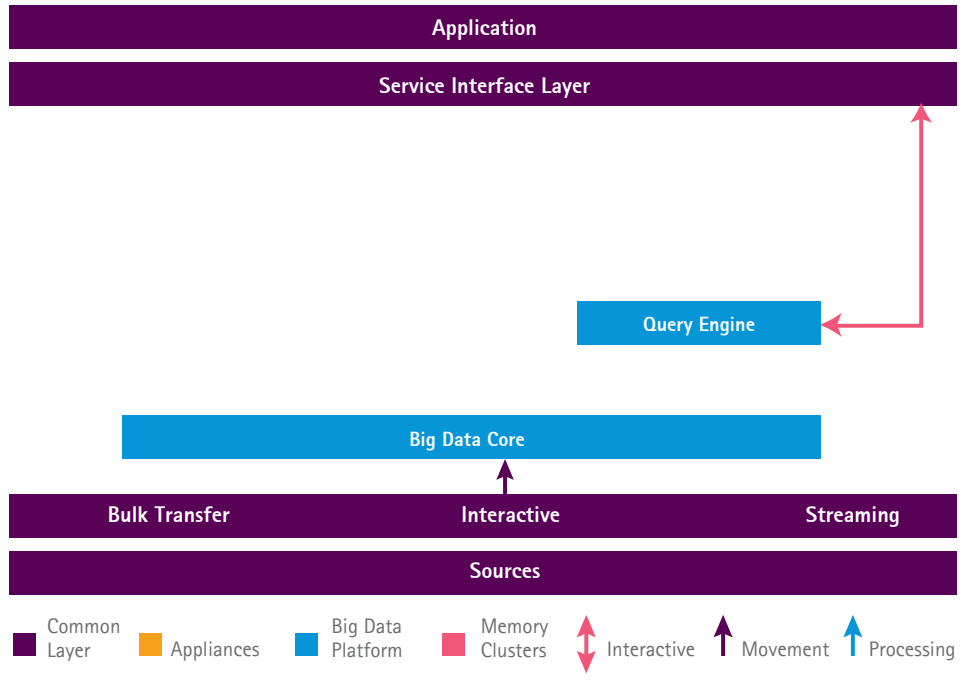 Application
Service Interface Layer
Query Engine
Big Data Core
Bulk Transfer Interactive Streaming
Sources
Common
Layer
Appliances
Big Data
Platform
Memory
Clusters
Interactive
Movement
Processing